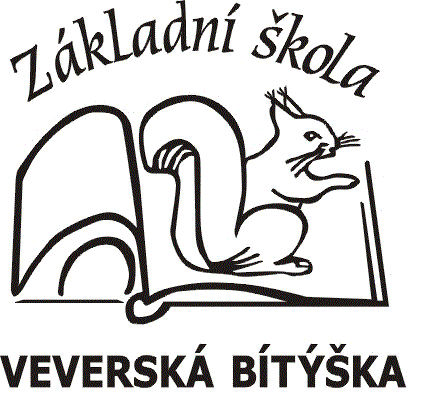 Základní škola
VEVERSKÁ BÍTÝŠKA